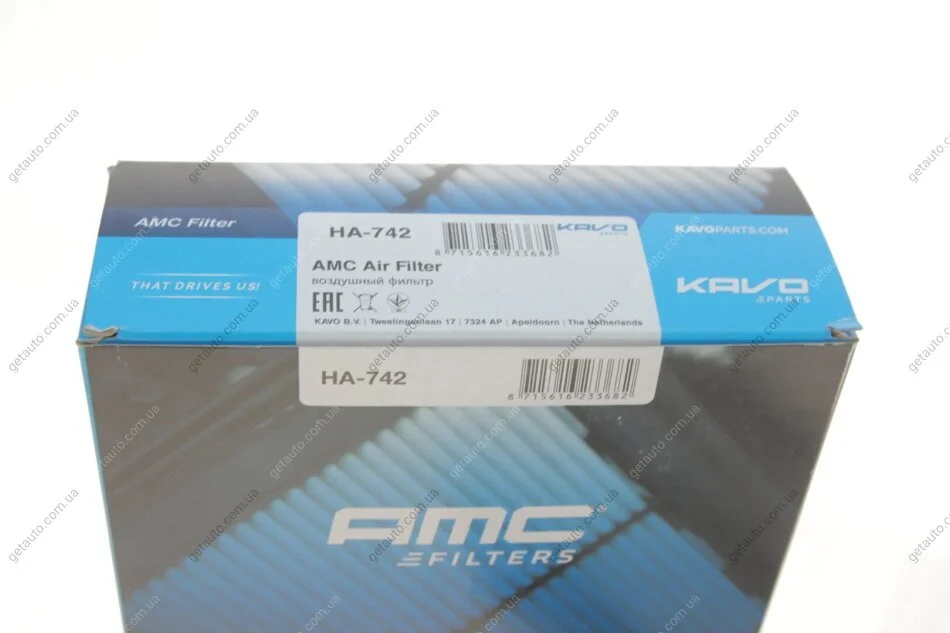 AMC Filter
THAT DRIVES US!
HA-742
8 715616 233682
KAVO
PARTS
AMC Air Filter
воздушный фильтр
EAC
KAVO B.V. | Tweelingenlaan 17 | 7324 AP | Apeldoorn | The Netherlands
KAVOPARTS.COM
KAVO
PARTS
HA-742
8 715616 233682
AMC
FILTERS
getauto.com.ua